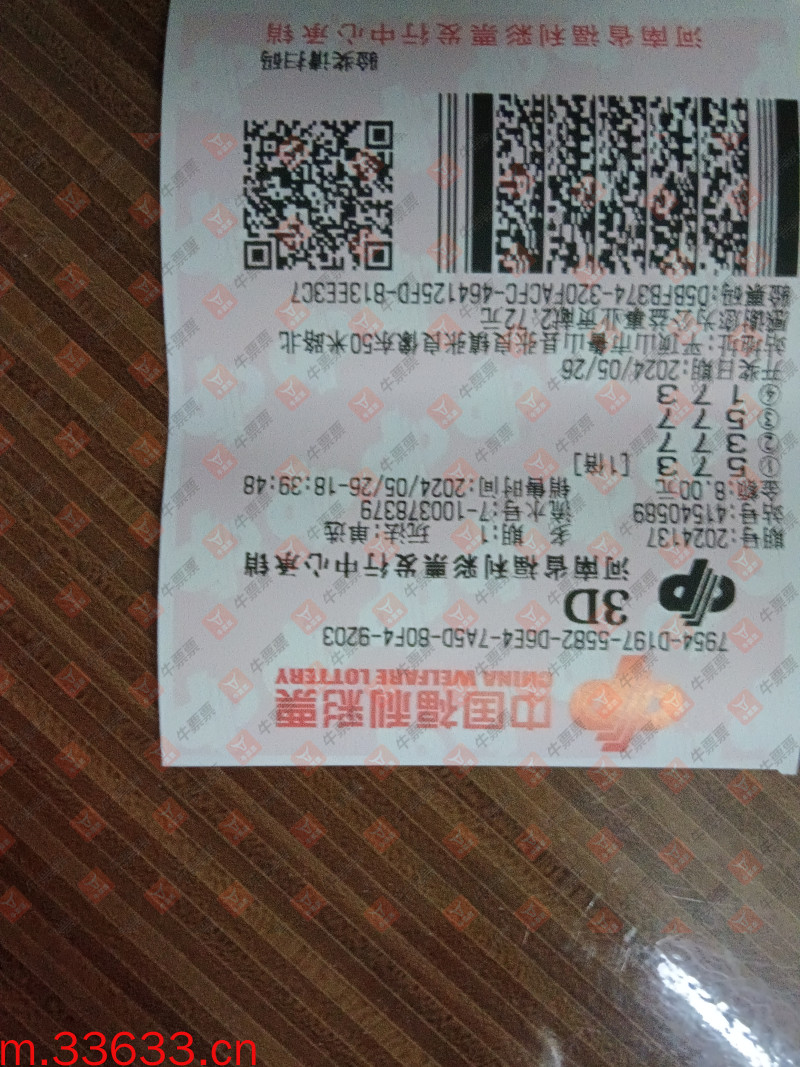 中国福利彩票
CHINA WELFARE LOTTERY
7954-D197-5582-D6E4-7A5D-80F4-9203
3D 河南省福利彩票发行中心承销
期号:2024137 多 期:1 玩法:单选
站号:41540589 流水号:7-100378379
金额:8.00元 销售时间:2024/05/26-18:39:48
① 5 7 3 [1倍]
②
③ 5 7 7
④ 1 7 3
开奖日期:2024/05/26
站地址:平顶山市鲁山县张良镇张良像东50米路北
感谢您为公益事业贡献2.72元
验票码:D5BFB374-320FACFC-464125FD-813EE3C7
验奖请扫码
河南省福利彩票发行中心承销
牛票票
m.33633.cn